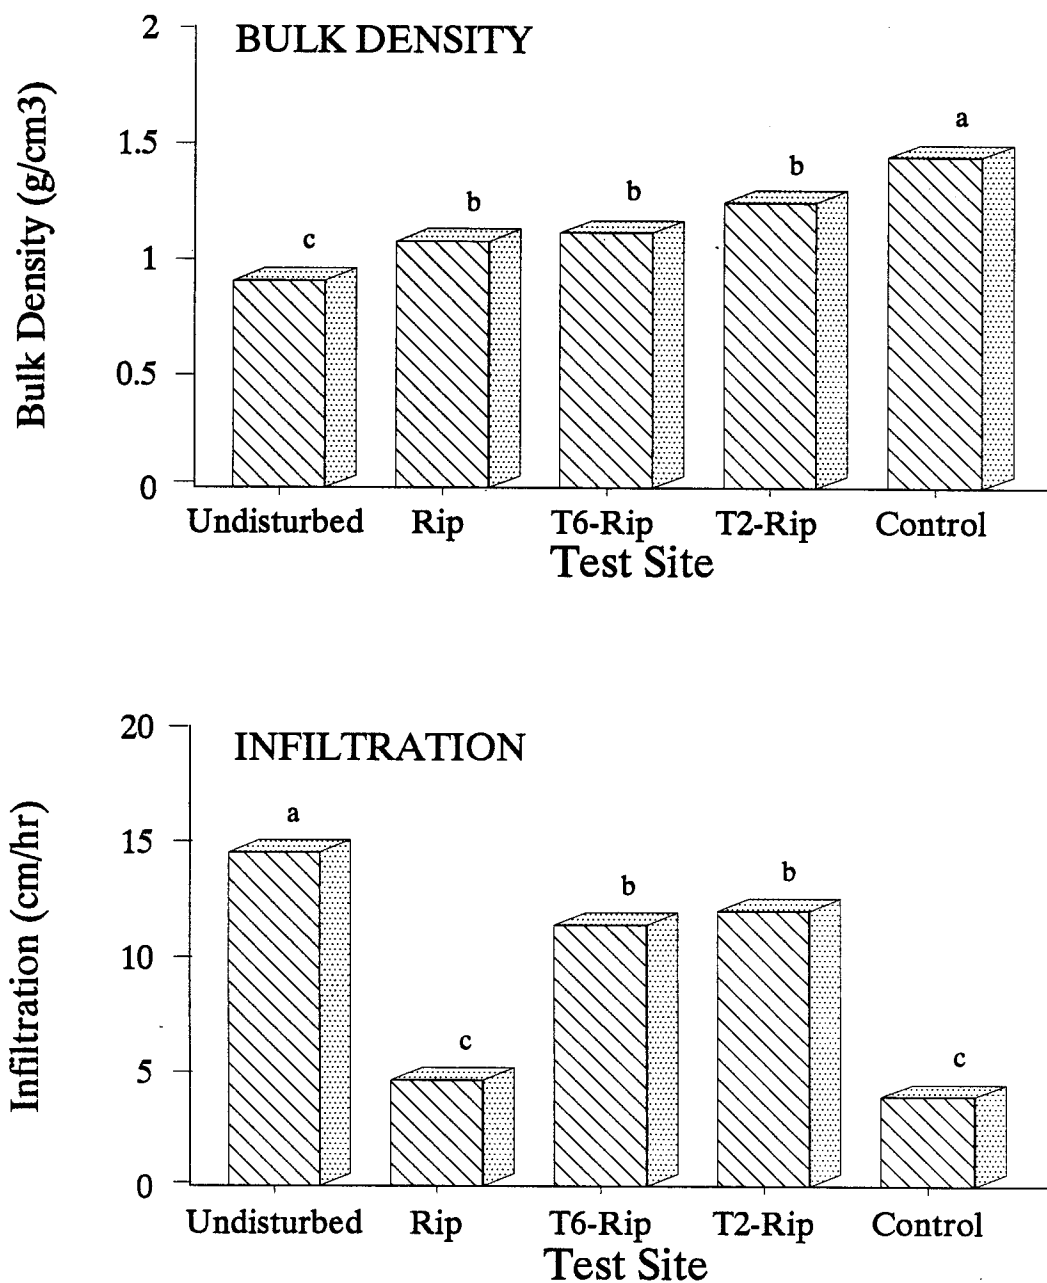 BULK DENSITY
Bulk Density (g/cm3)
2
1.5
1
0.5
0
c
b
b
b
a
Undisturbed Rip T6-Rip T2-Rip Control
Test Site
INFILTRATION
Infiltration (cm/hr)
20
15
10
5
0
a
c
b
b
c
Undisturbed Rip T6-Rip T2-Rip Control
Test Site